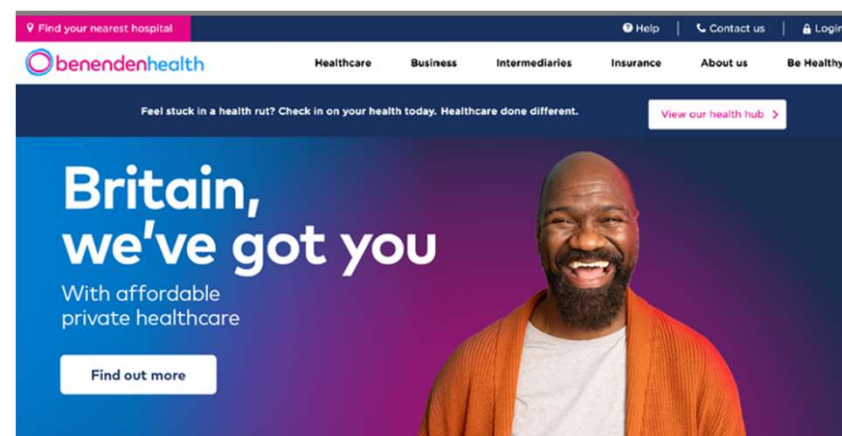 Find your nearest hospital
Help
Contact us
Login
benendenhealth
Healthcare
Business
Intermediaries
Insurance
About us
Be Healthy
Feel stuck in a health rut? Check in on your health today. Healthcare done different.
View our health hub
Britain,
we've got you
With affordable
private healthcare
Find out more